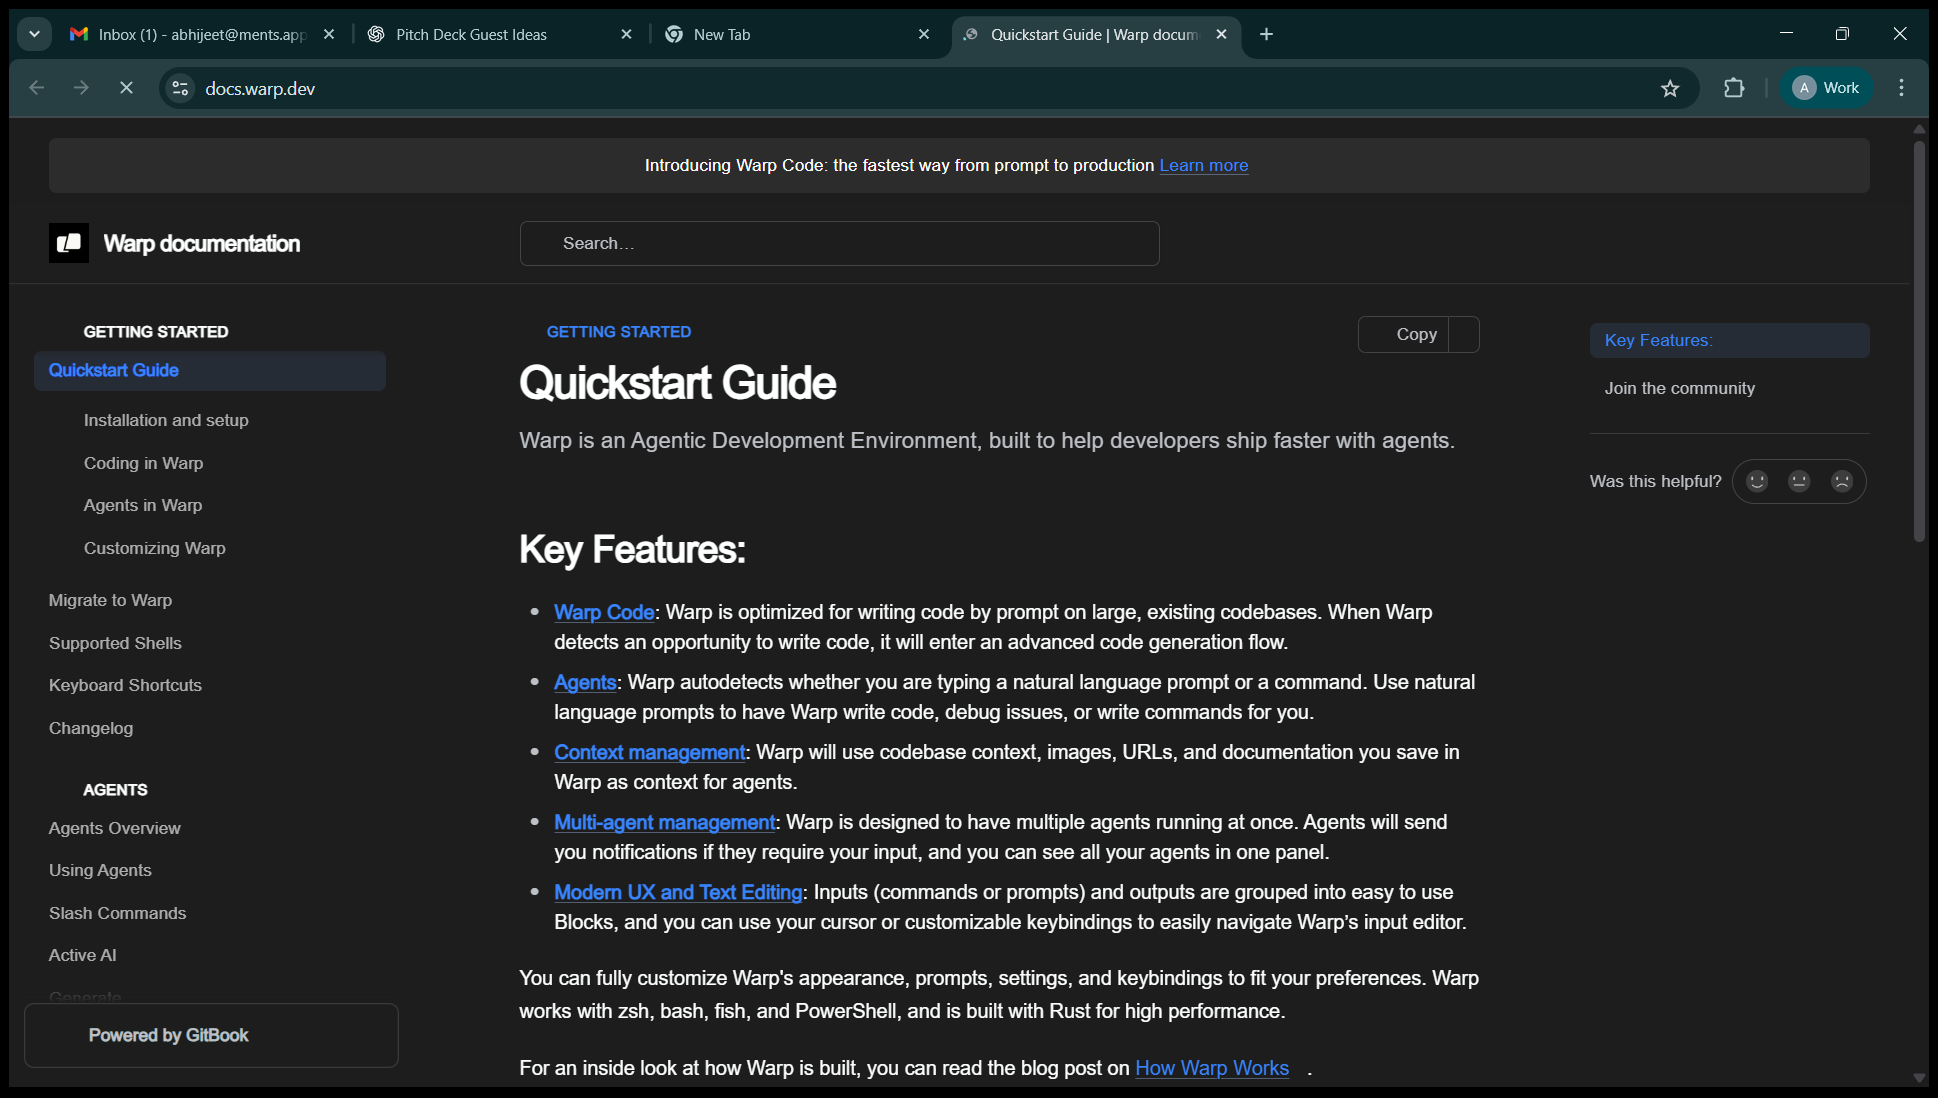 Inbox (1) - abhijeet@ments.app
Pitch Deck Guest Ideas
New Tab
Quickstart Guide | Warp docum
docs.warp.dev
A
Work
Introducing Warp Code: the fastest way from prompt to production Learn more
Warp documentation
Search...
GETTING STARTED
Quickstart Guide
Installation and setup
Coding in Warp
Agents in Warp
Customizing Warp
Migrate to Warp
Supported Shells
Keyboard Shortcuts
Changelog
AGENTS
Agents Overview
Using Agents
Slash Commands
Active AI
Generate
Powered by GitBook
GETTING STARTED
Copy
Quickstart Guide
Warp is an Agentic Development Environment, built to help developers ship faster with agents.
Key Features:
• Warp Code: Warp is optimized for writing code by prompt on large, existing codebases. When Warp
detects an opportunity to write code, it will enter an advanced code generation flow.
• Agents: Warp autodetects whether you are typing a natural language prompt or a command. Use natural
language prompts to have Warp write code, debug issues, or write commands for you.
• Context management: Warp will use codebase context, images, URLs, and documentation you save in
Warp as context for agents.
• Multi-agent management: Warp is designed to have multiple agents running at once. Agents will send
you notifications if they require your input, and you can see all your agents in one panel.
• Modern UX and Text Editing: Inputs (commands or prompts) and outputs are grouped into easy to use
Blocks, and you can use your cursor or customizable keybindings to easily navigate Warp’s input editor.
You can fully customize Warp's appearance, prompts, settings, and keybindings to fit your preferences. Warp
works with zsh, bash, fish, and PowerShell, and is built with Rust for high performance.
For an inside look at how Warp is built, you can read the blog post on How Warp Works .
Key Features:
Join the community
Was this helpful?